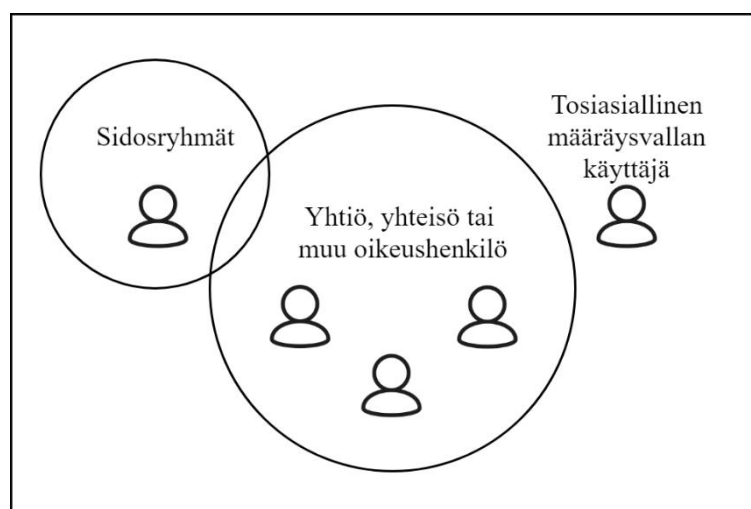 Sidosryhmät
Tosiasiallinen
määräysvallan
käyttäjä
Yhtiö, yhteisö tai
muu oikeushenkilö